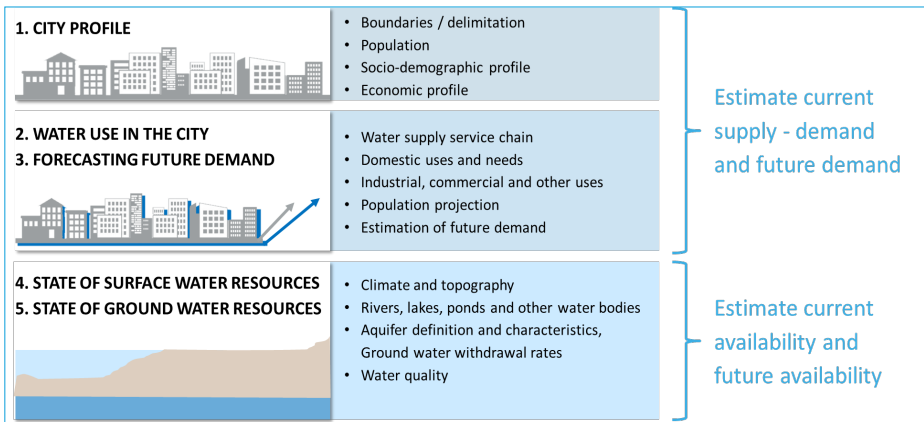 1. CITY PROFILE
• Boundaries / delimitation
• Population
• Socio-demographic profile
• Economic profile
2. WATER USE IN THE CITY
3. FORECASTING FUTURE DEMAND
• Water supply service chain
• Domestic uses and needs
• Industrial, commercial and other uses
• Population projection
• Estimation of future demand
Estimate current
supply - demand
and future demand
4. STATE OF SURFACE WATER RESOURCES
5. STATE OF GROUND WATER RESOURCES
• Climate and topography
• Rivers, lakes, ponds and other water bodies
• Aquifer definition and characteristics,
Ground water withdrawal rates
• Water quality
Estimate current
availability and
future availability